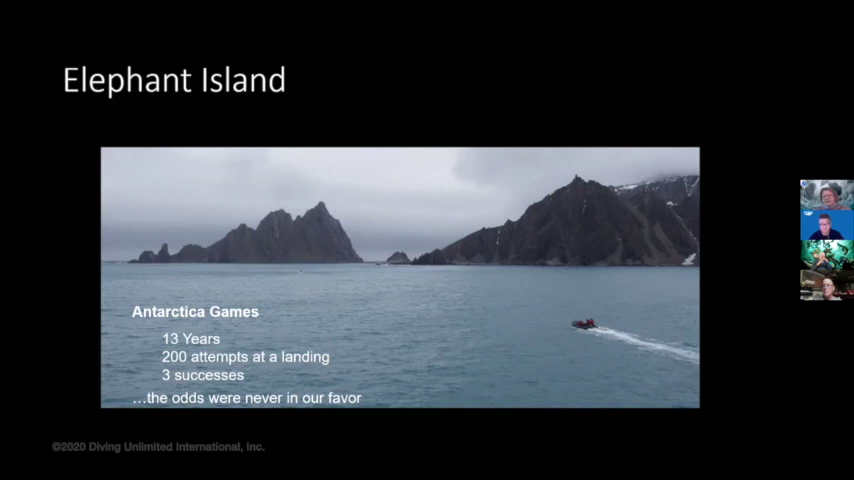 Elephant Island
Antarctica Games
13 Years
200 attempts at a landing
3 successes
…the odds were never in our favor
©2020 Diving Unlimited International, Inc.